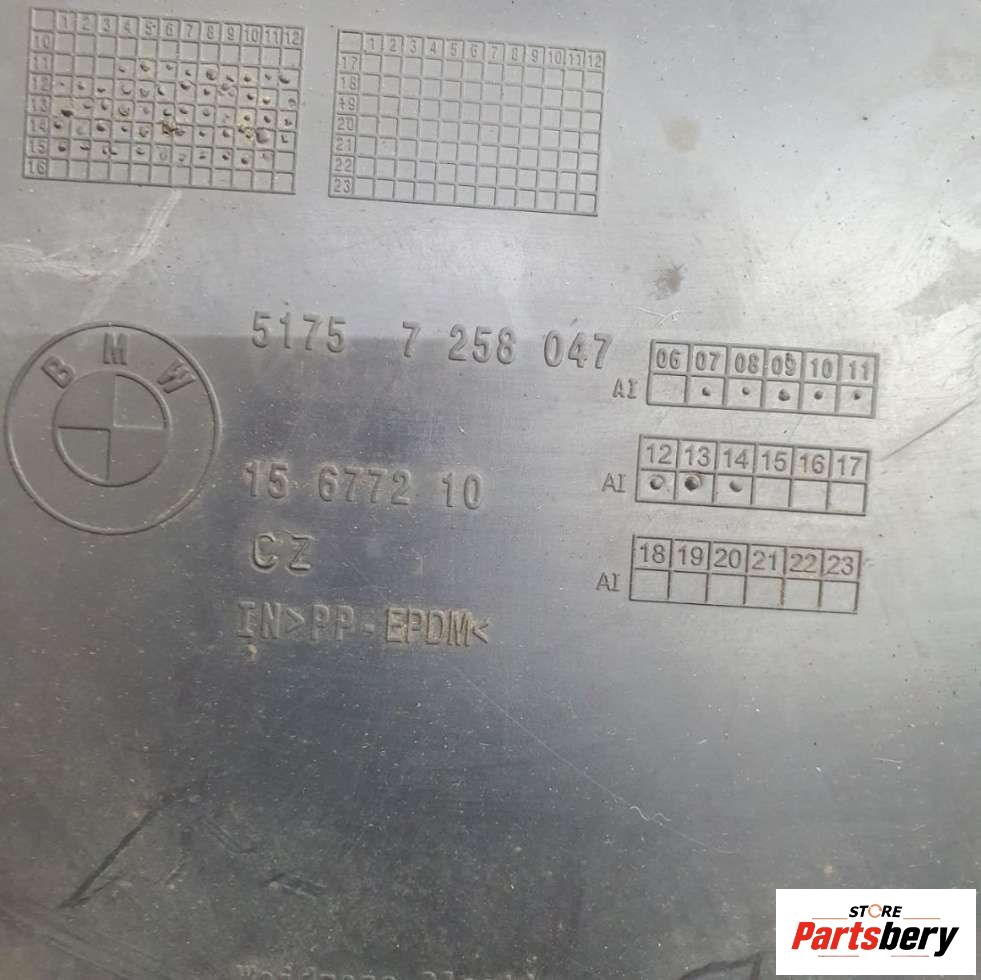 1 2 3 4 5 6 7 8 9 10 11 12
10
11
12
13
14
15
16
1 2 3 4 5 6 7 8 9 10 11 12
17
18
19
20
21
22
23
BMW
5175 7 258 047
06 07 08 09 10 11
AI
15 6772 10
12 13 14 15 16 17
AI
CZ
18 19 20 21 22 23
AI
IN>PP-EPDM<
STORE
Partsbery